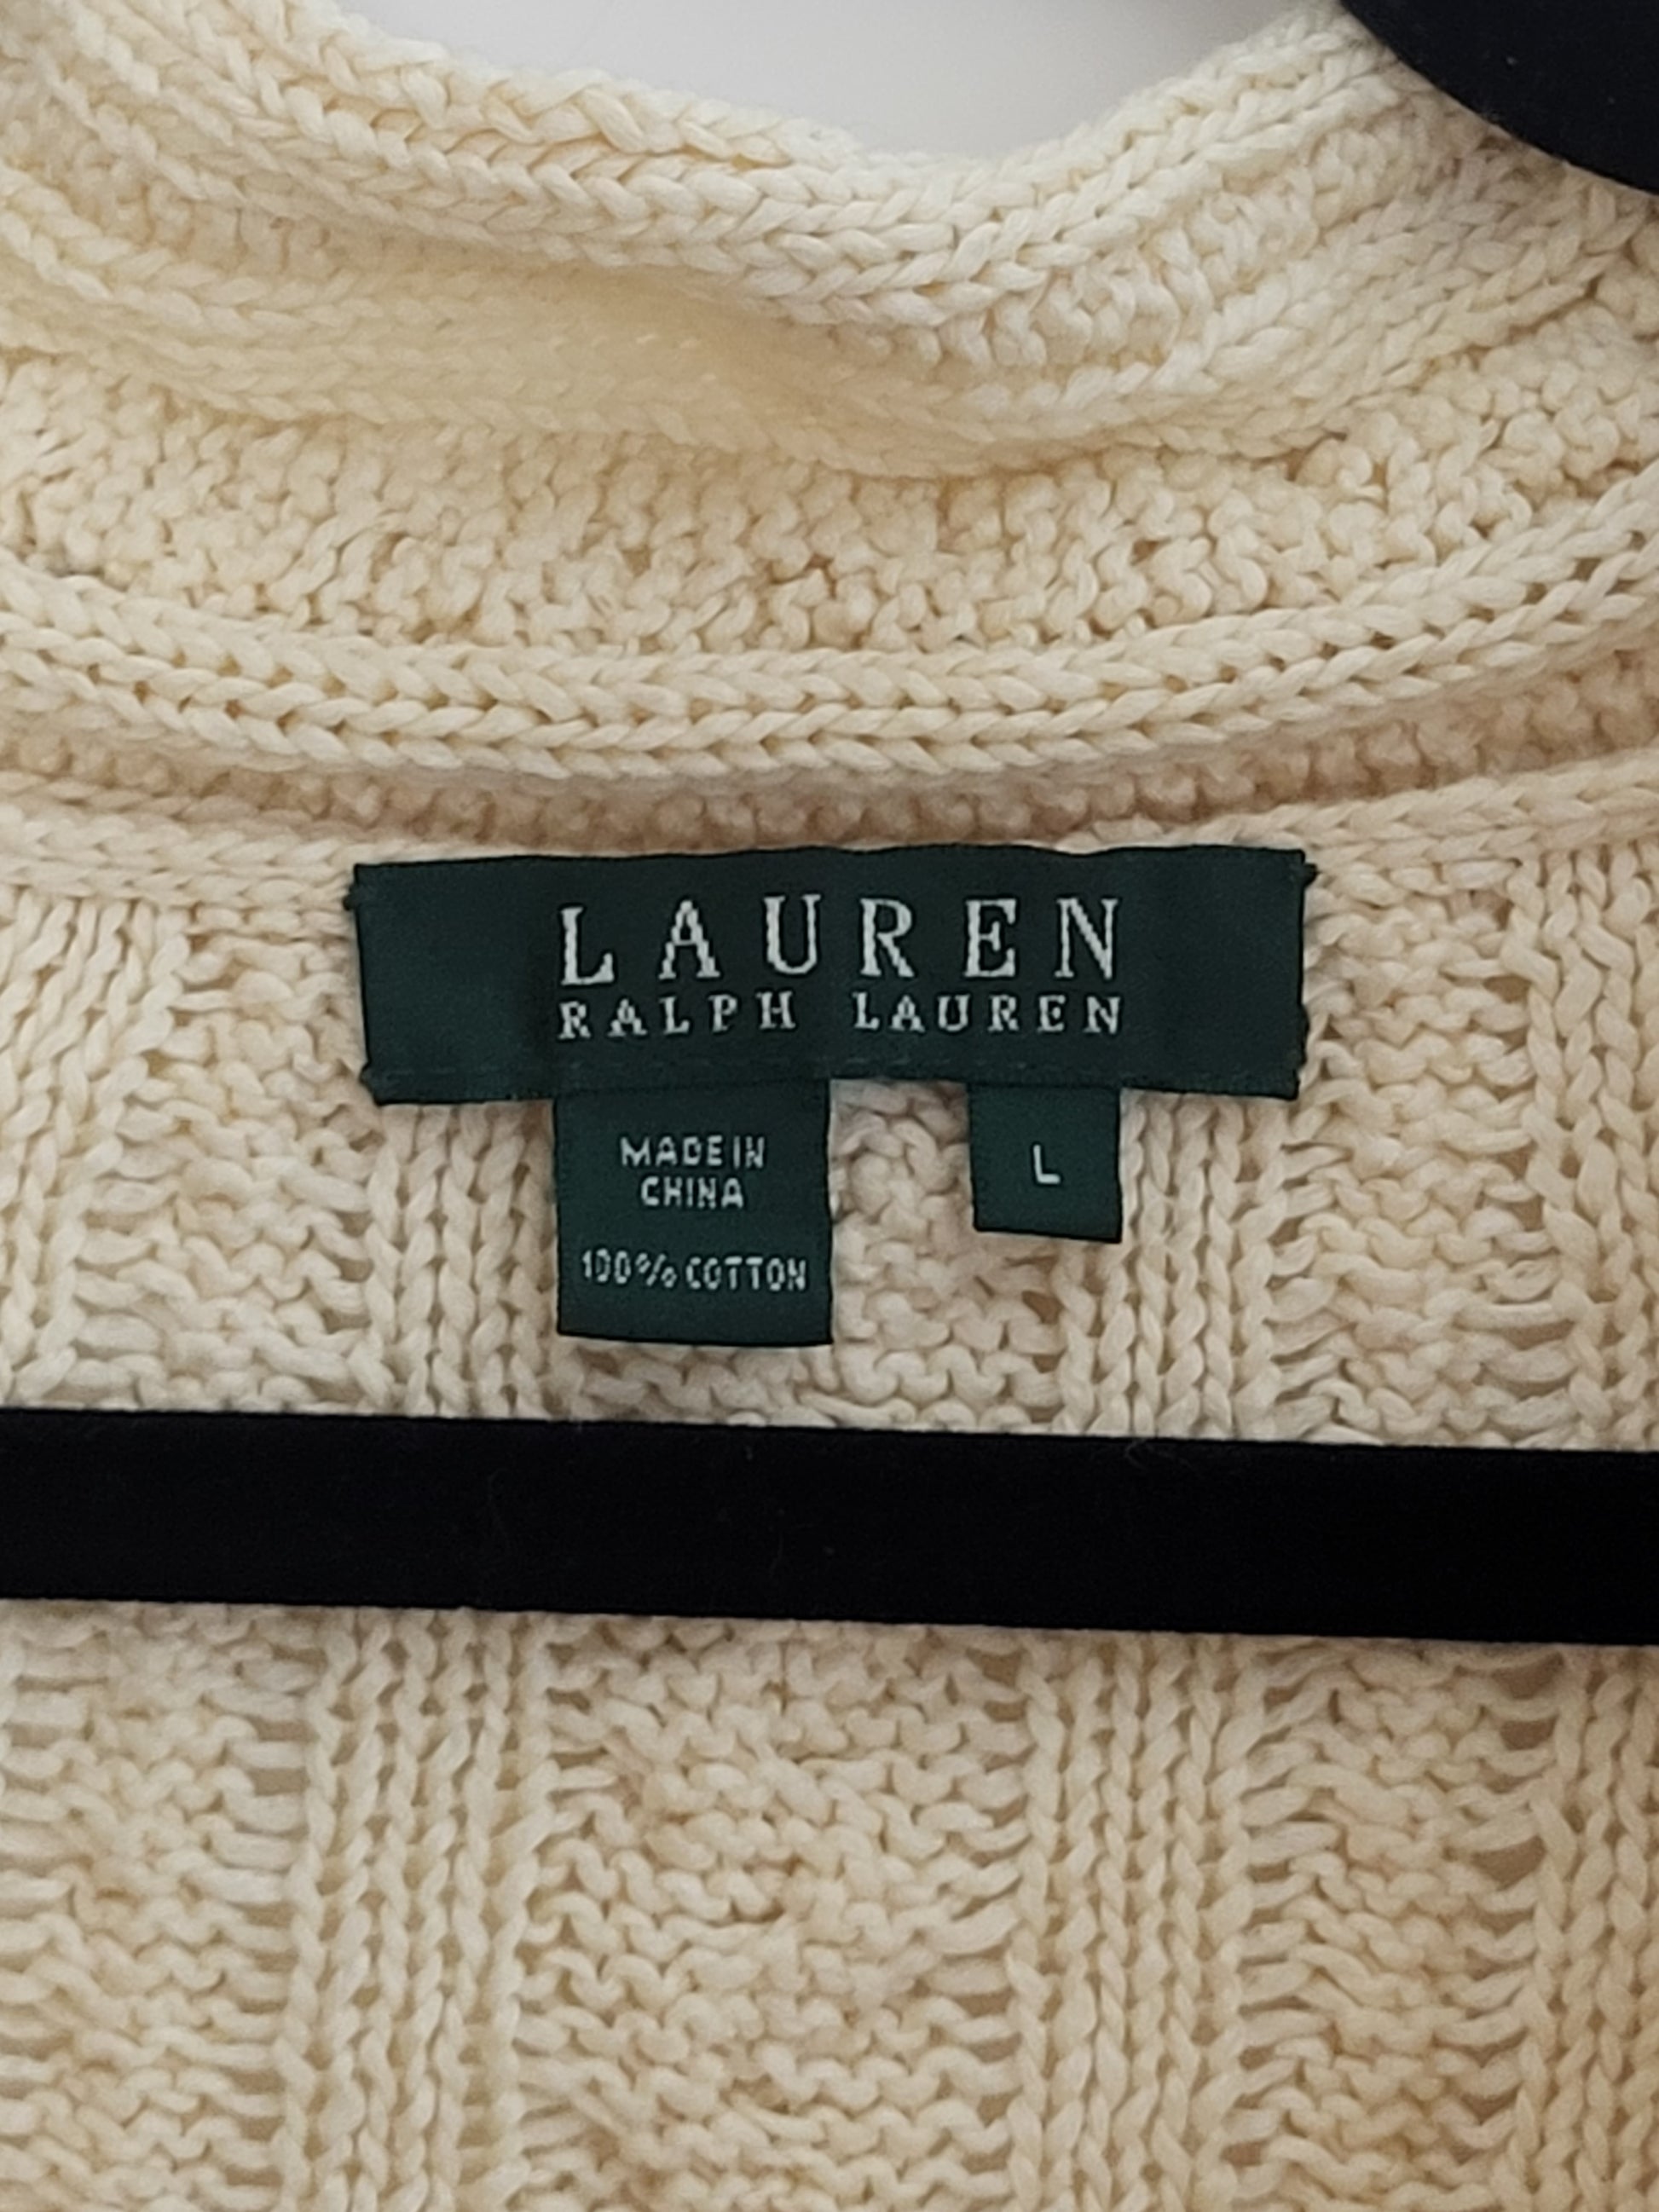 LAUREN
RALPH LAUREN
MADE IN
CHINA
100% COTTON
L